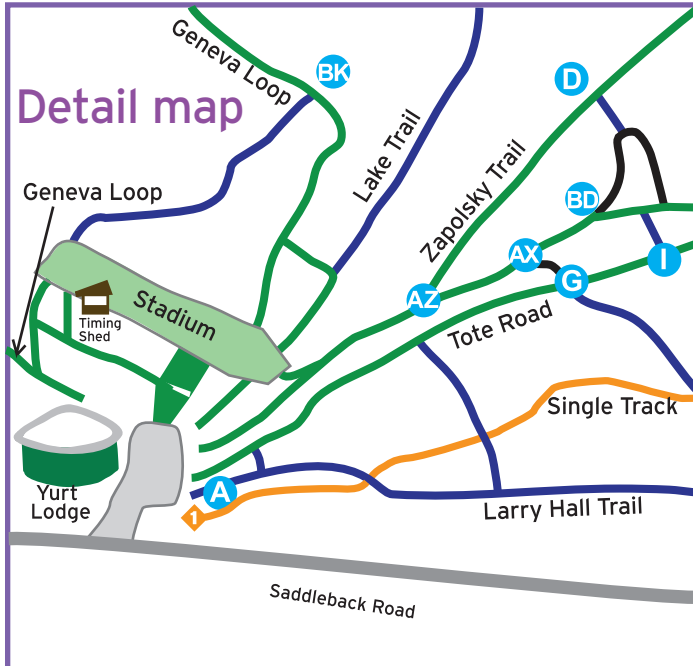 Geneva
Loop
BK
Detail map
D
Lake Trail
Geneva Loop
Zapolsky Trail
BD
AX
I
G
AZ
Timing
Shed
Stadium
Tote Road
Single Track
Yurt
Lodge
A
1
Larry Hall Trail
Saddleback Road